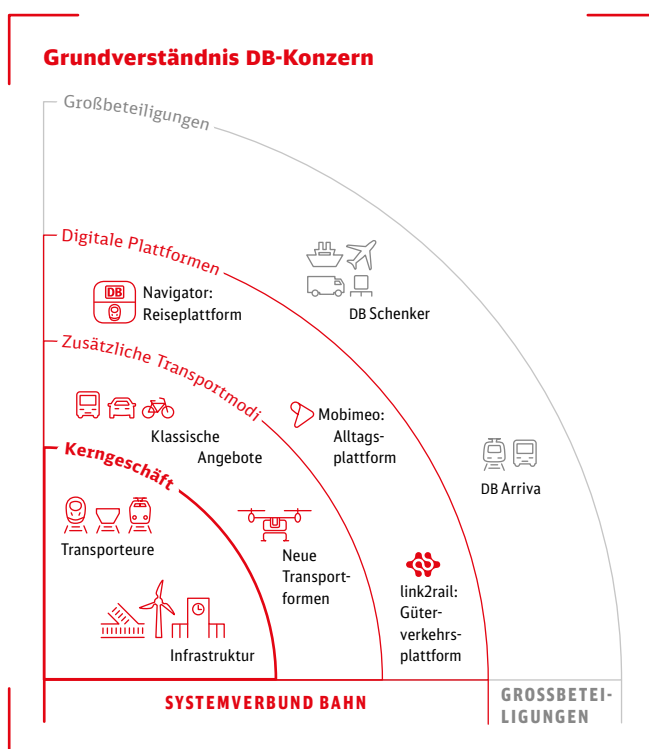 Grundverständnis DB-Konzern
Großbeteiligungen
Digitale Plattformen
DB
Navigator:
Reiseplattform
DB Schenker
Zusätzliche Transportmodi
Klassische
Angebote
Mobimeo:
Alltags-
plattform
Kerngeschäft
DB Arriva
Transporteure
Neue
Transport-
formen
link2rail:
Güter-
verkehrs-
plattform
Infrastruktur
SYSTEMVERBUND BAHN
GROSSBETEI-
LIGUNGEN